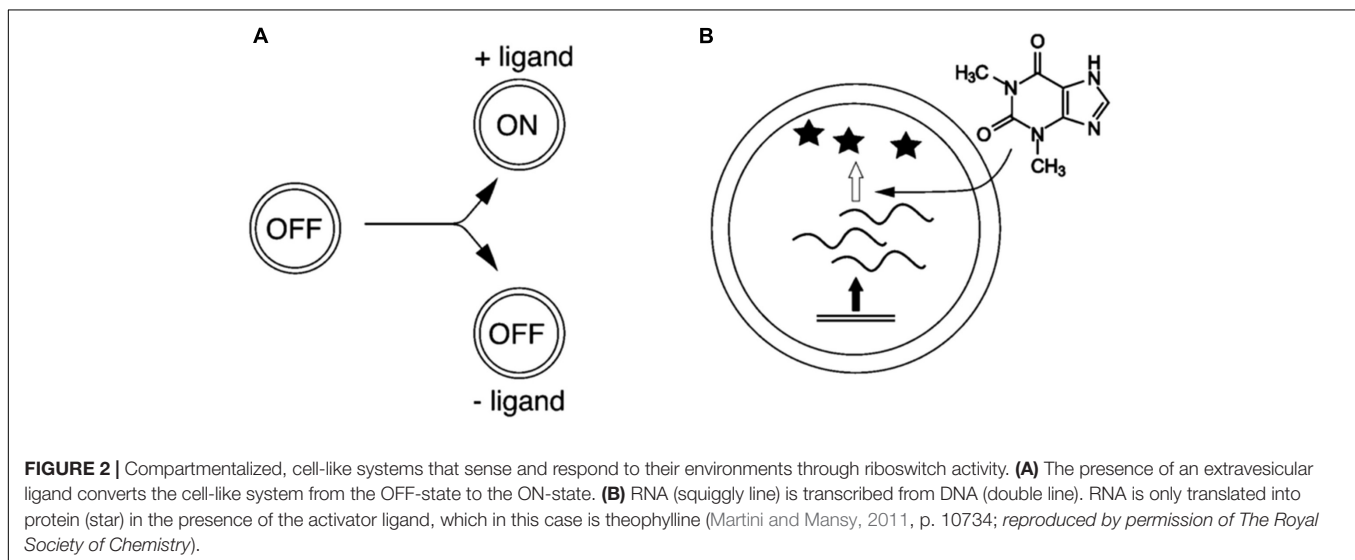 A
B
+ ligand
ON
OFF
OFF
- ligand
O
H
H₃C
N
N
O
N
N
CH₃
FIGURE 2 | Compartmentalized, cell-like systems that sense and respond to their environments through riboswitch activity. (A) The presence of an extravesicular
ligand converts the cell-like system from the OFF-state to the ON-state. (B) RNA (squiggly line) is transcribed from DNA (double line). RNA is only translated into
protein (star) in the presence of the activator ligand, which in this case is theophylline (Martini and Mansy, 2011, p. 10734; reproduced by permission of The Royal
Society of Chemistry).